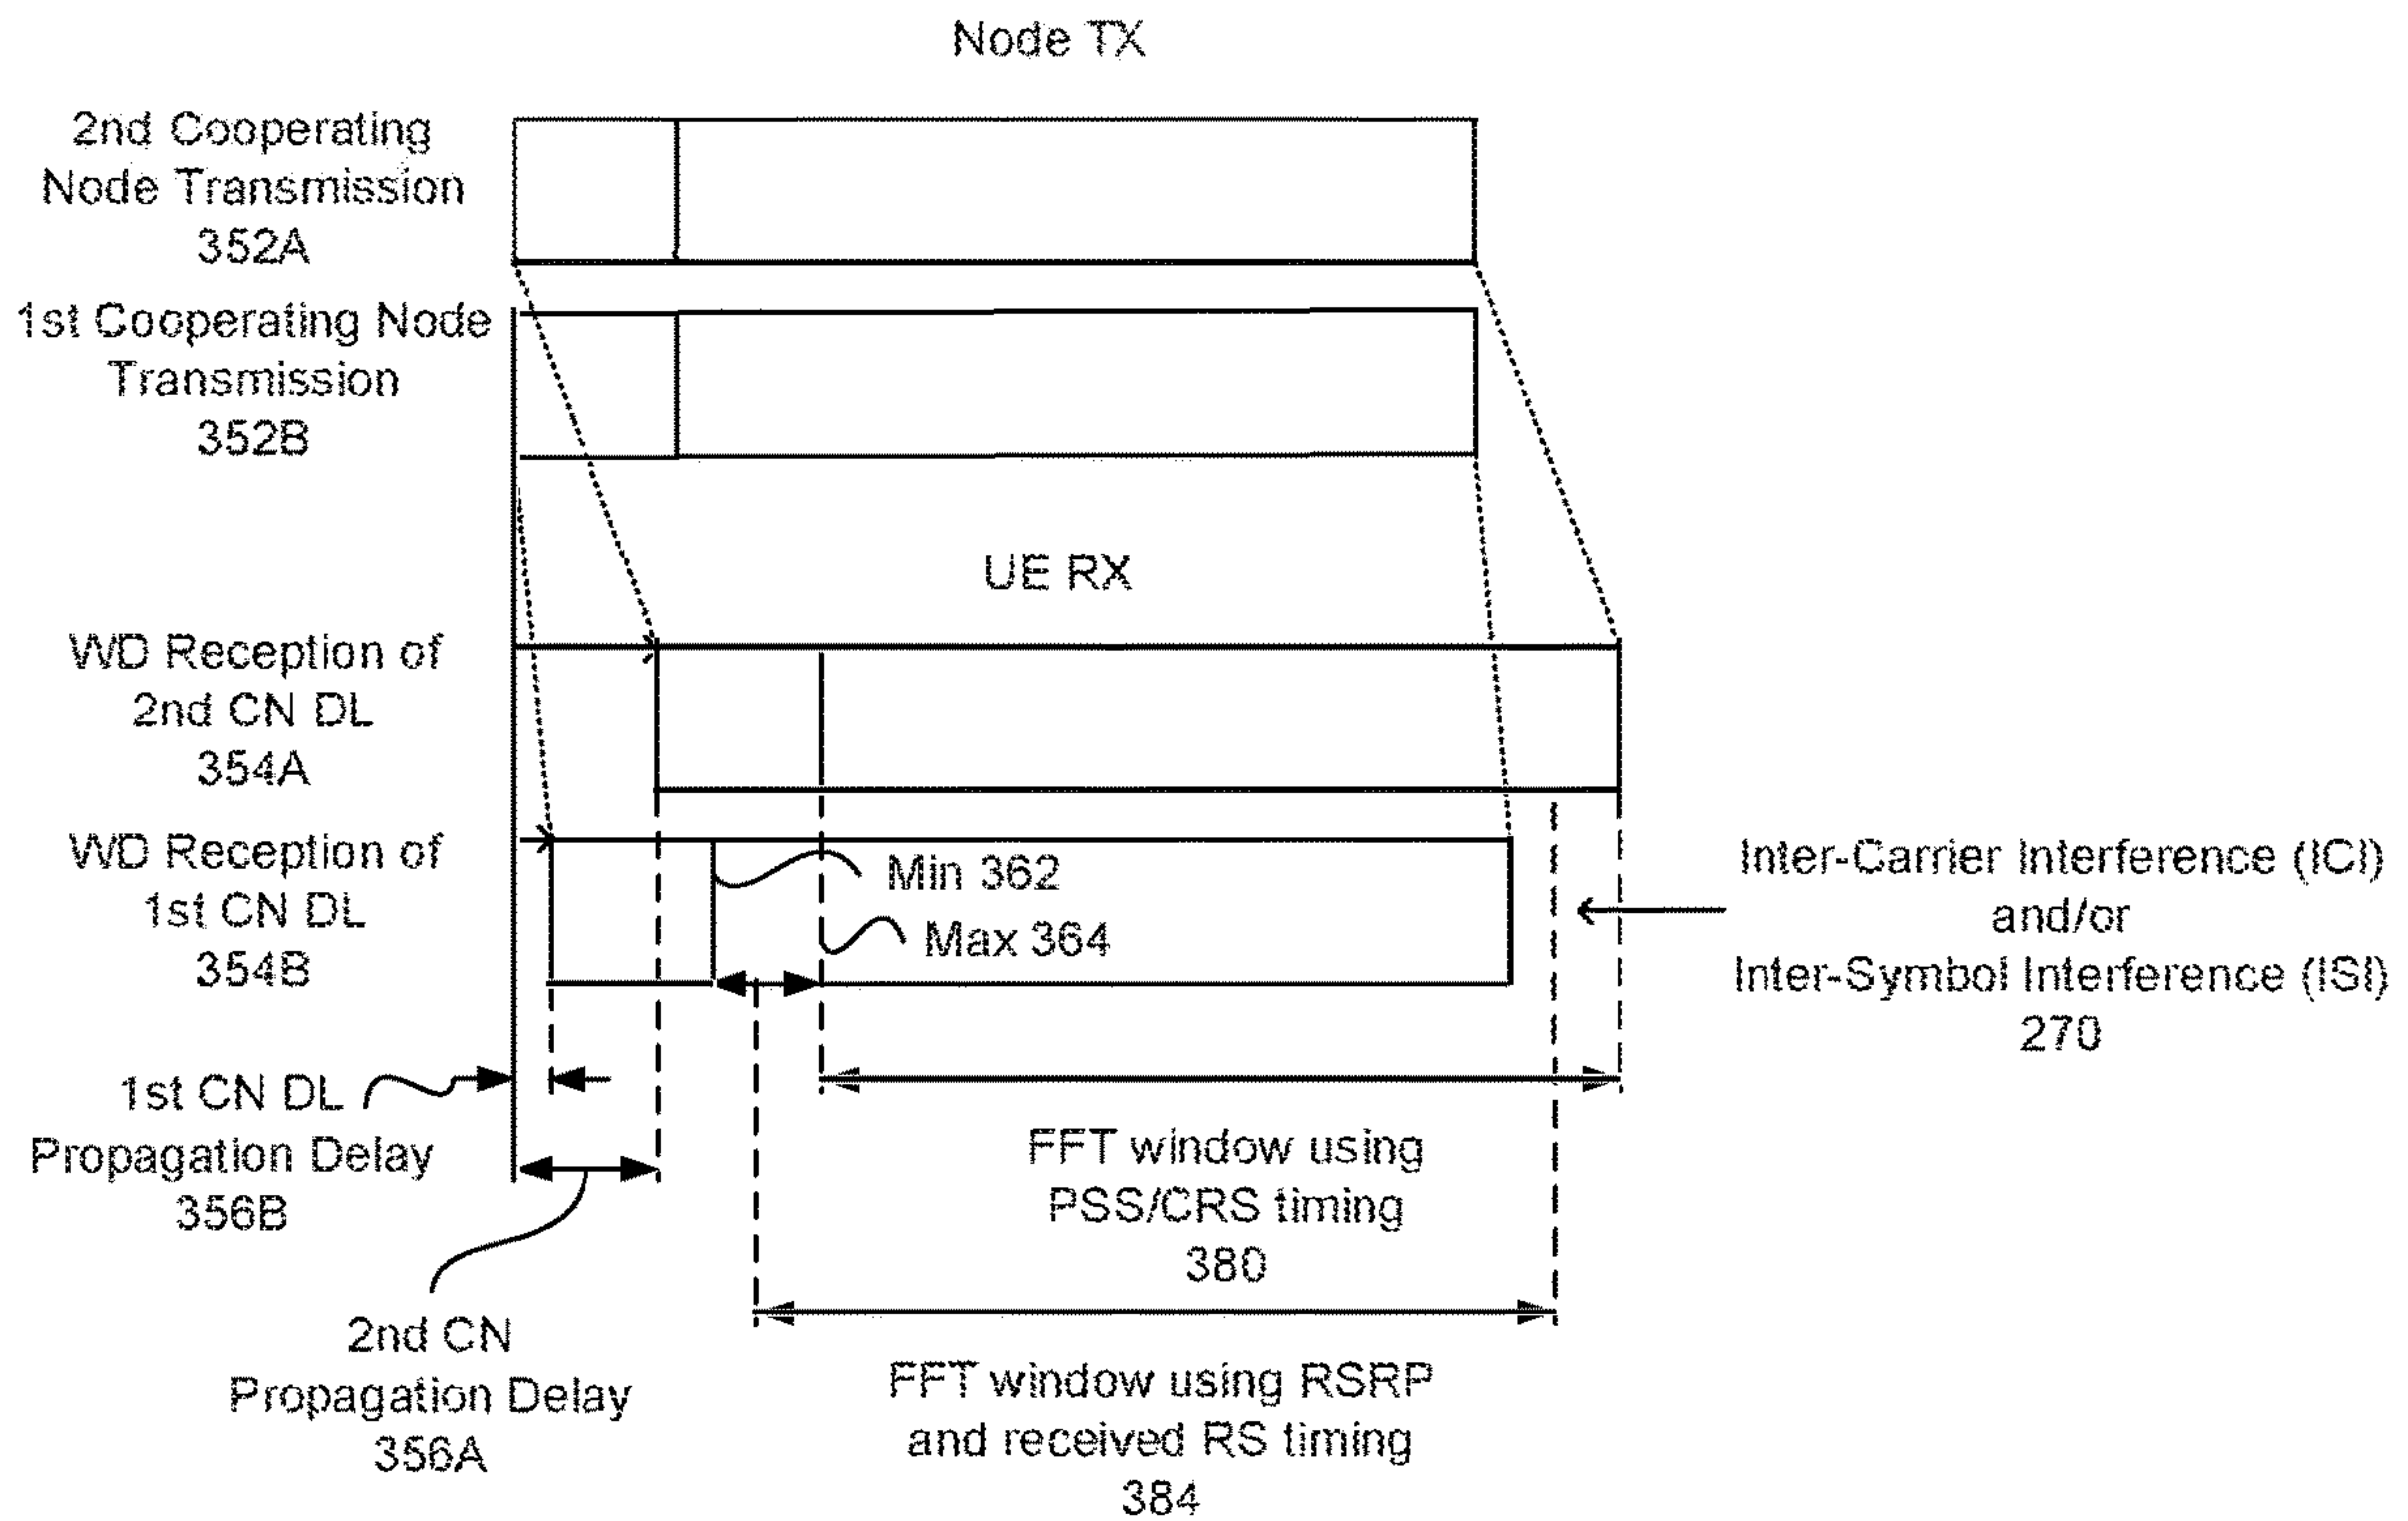 Node TX
2nd Cooperating
Node Transmission
352A
1st Cooperating Node
Transmission
352B
UE RX
WD Reception of
2nd CN DL
354A
WD Reception of
1st CN DL
354B
Min 362
Max 364
Inter-Carrier Interference (ICI)
and/or
Inter-Symbol Interference (ISI)
270
1st CN DL
Propagation Delay
356B
FFT window using
PSS/CRS timing
380
2nd CN
Propagation Delay
356A
FFT window using RSRP
and received RS timing
384